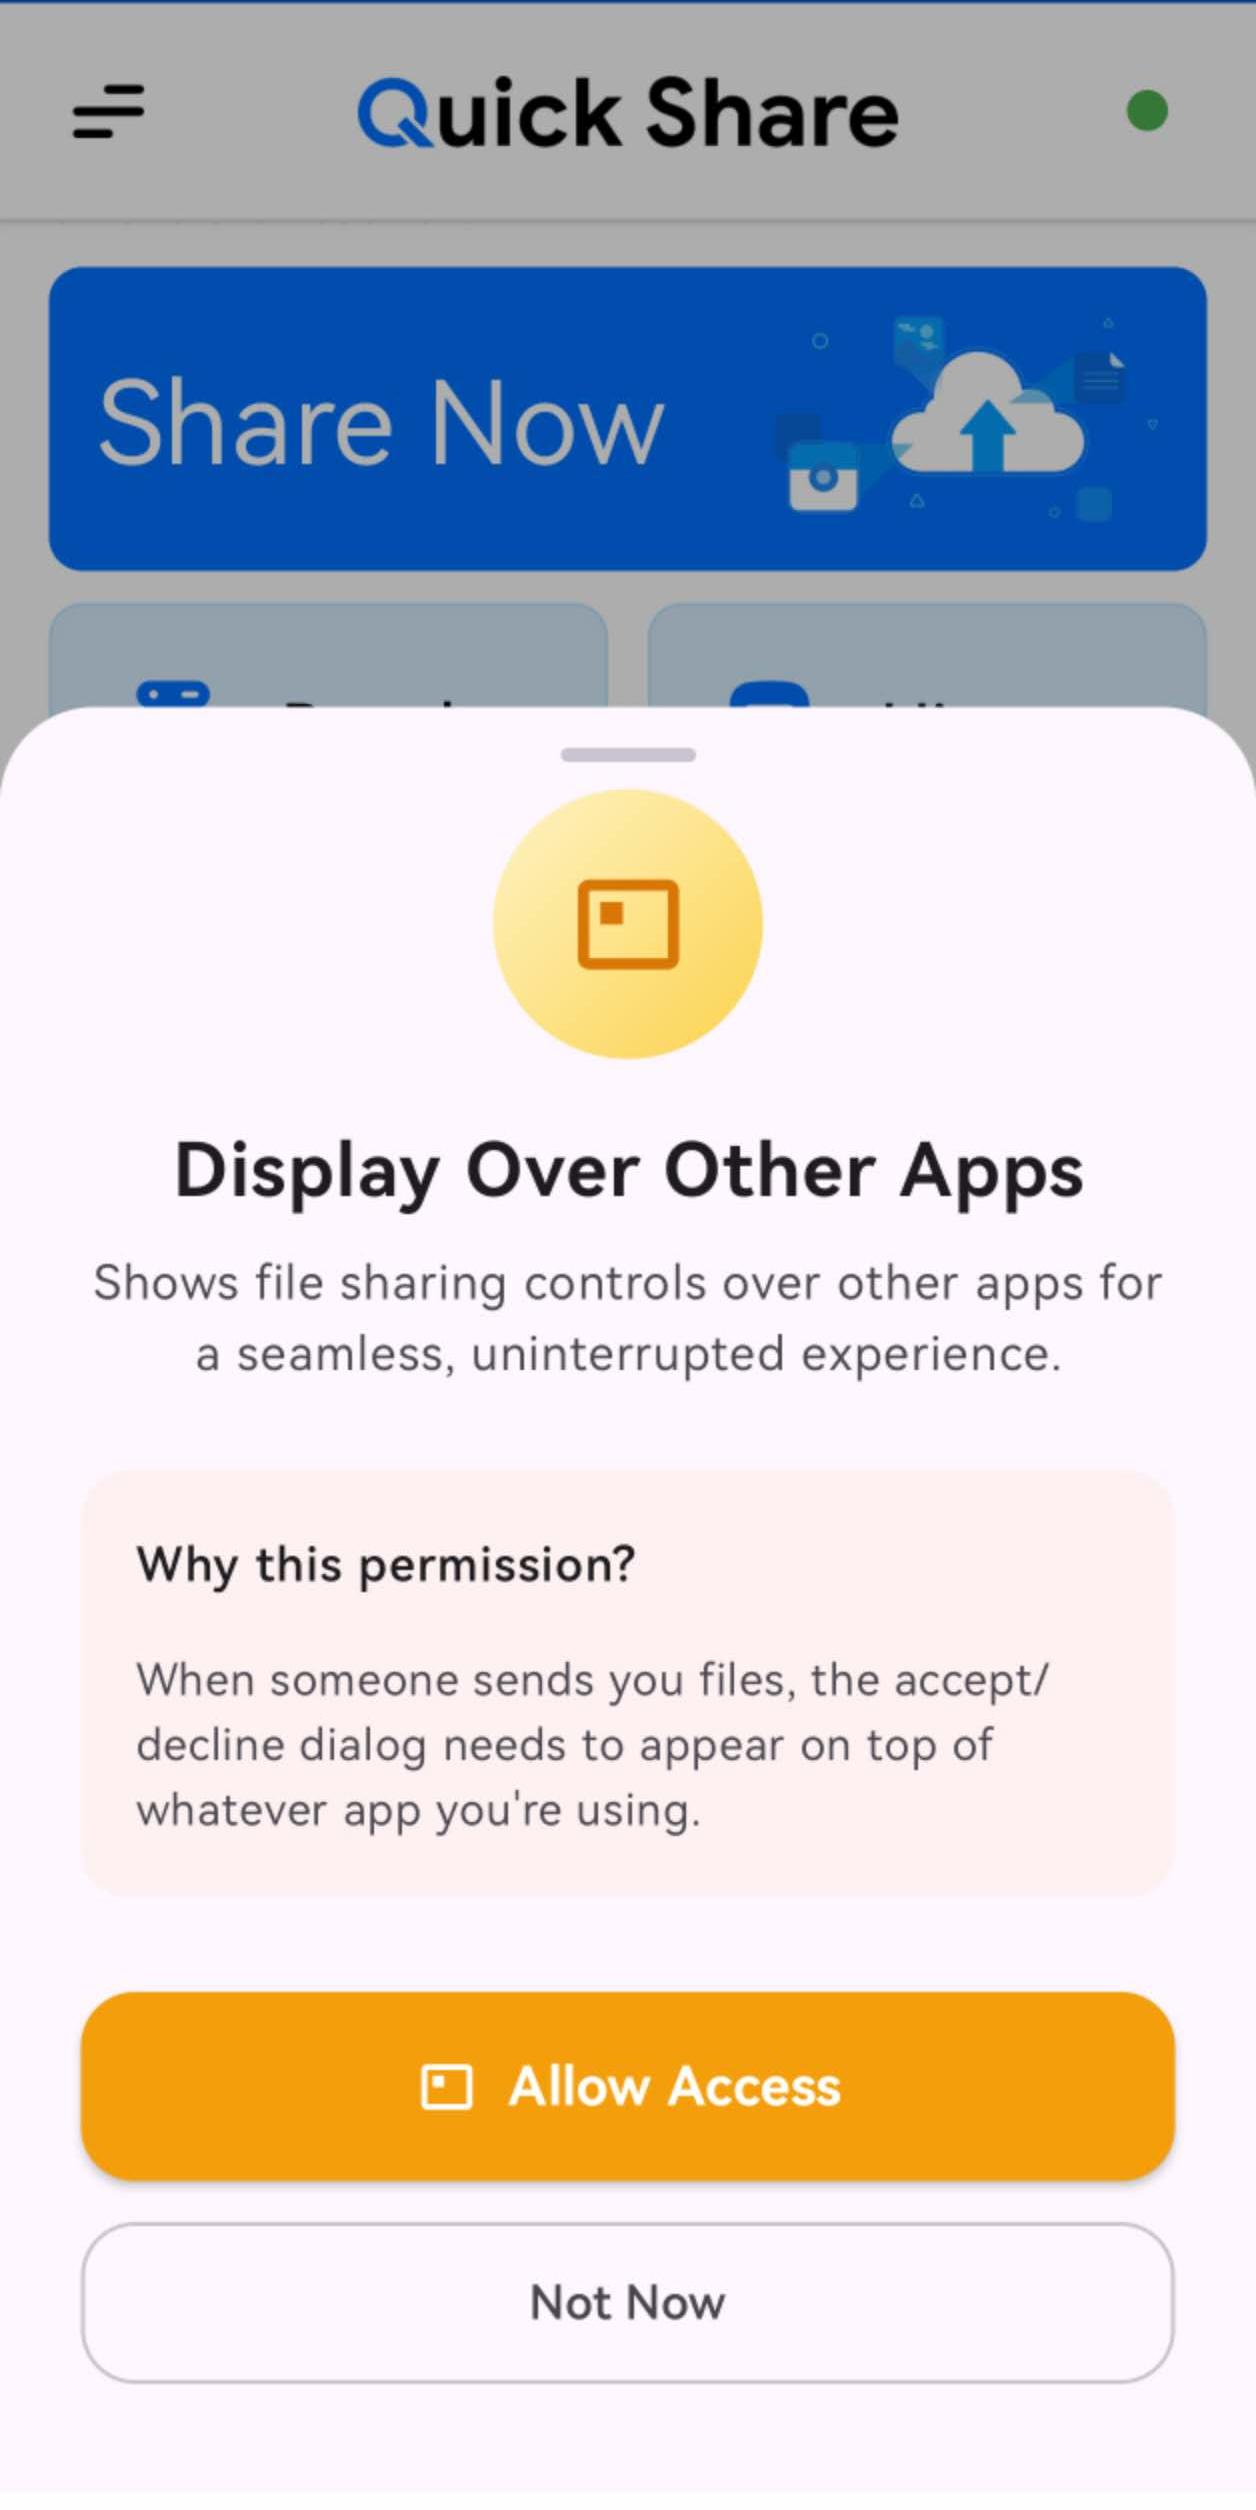 Quick Share
Share Now
Display Over Other Apps
Shows file sharing controls over other apps for
a seamless, uninterrupted experience.
Why this permission?
When someone sends you files, the accept/
decline dialog needs to appear on top of
whatever app you're using.
Allow Access
Not Now